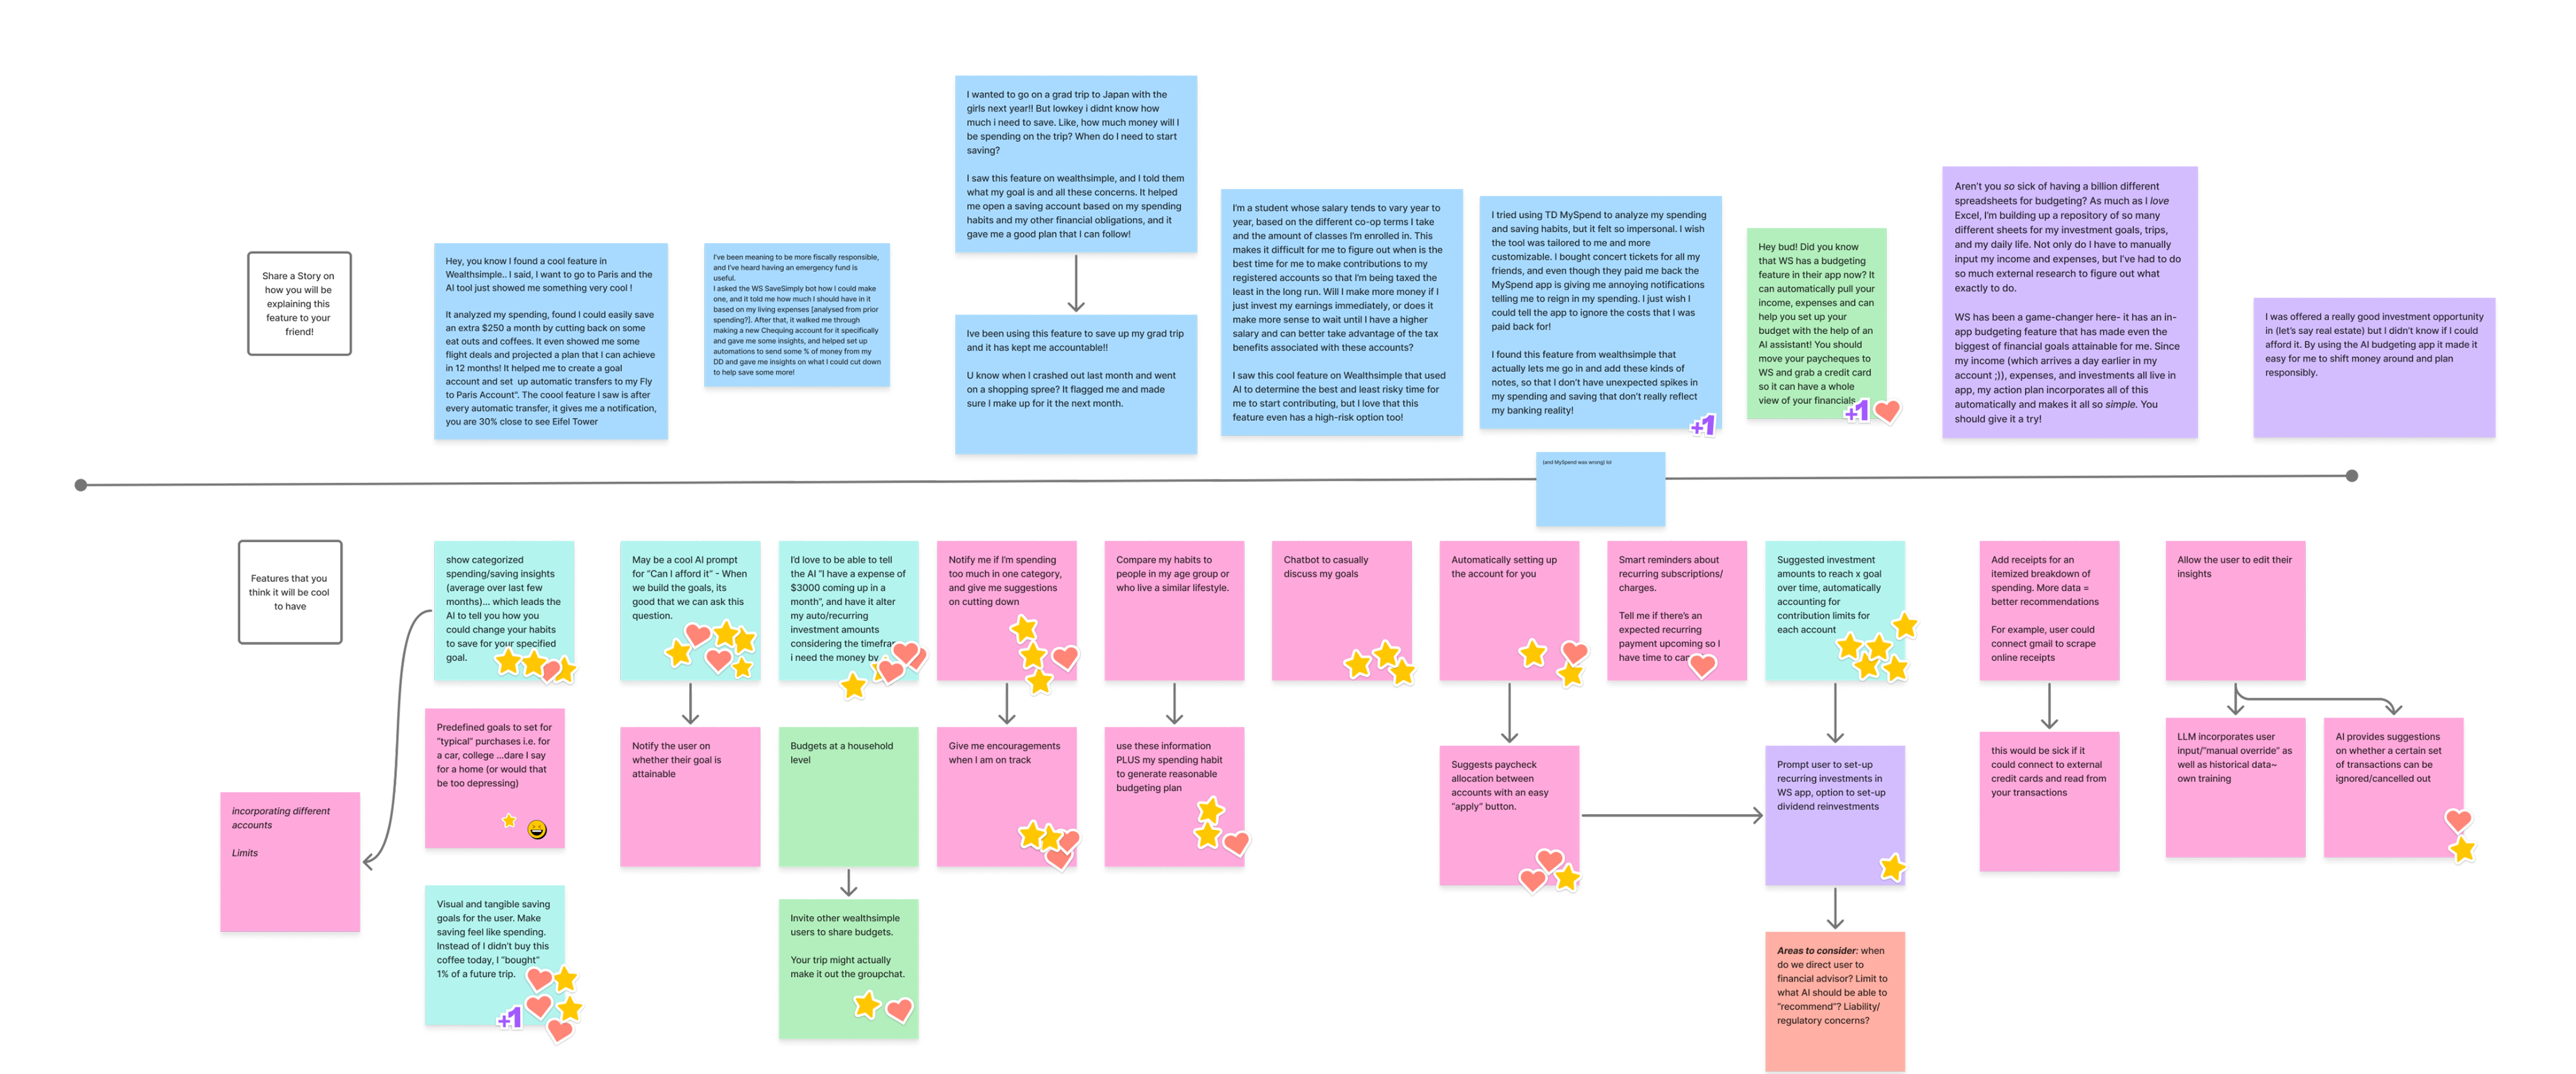 Share a Story on
how you will be
explaining this
feature to your
friend!
Hey, you know I found a cool feature in
Wealthsimple.. I said, I want to go to Paris and the
AI tool just showed me something very cool !
It analyzed my spending, found I could easily save
an extra $250 a month by cutting back on some
eat outs and coffees. It even showed me some
flight deals and projected a plan that I can achieve
in 12 months! It helped me to create a goal
account and set up automatic transfers to my Fly
to Paris Account". The coool feature I saw is after
every automatic transfer, it gives me a notification,
you are 30% close to see Eifel Tower
I've been meaning to be more fiscally responsible,
and I've heard having an emergency fund is
useful.
I asked the WS SaveSimply bot how I could make
one, and it told me how much I should have in it
based on my living expenses [analysed from prior
spending?]. After that, it walked me through
making a new Chequing account for it specifically
and gave me some insights, and helped set up
automations to send some % of money from my
DD and gave me insights on what I could cut down
to help save some more!
I wanted to go on a grad trip to Japan with the
girls next year!! But lowkey i didnt know how
much i need to save. Like, how much money will I
be spending on the trip? When do I need to start
saving?
I saw this feature on wealthsimple, and I told them
what my goal is and all these concerns. It helped
me open a saving account based on my spending
habits and my other financial obligations, and it
gave me a good plan that I can follow!
Ive been using this feature to save up my grad trip
and it has kept me accountable!!
U know when I crashed out last month and went
on a shopping spree? It flagged me and made
sure I make up for it the next month.
I'm a student whose salary tends to vary year to
year, based on the different co-op terms I take
and the amount of classes I'm enrolled in. This
makes it difficult for me to figure out when is the
best time for me to make contributions to my
registered accounts so that I'm being taxed the
least in the long run. Will I make more money if I
just invest my earnings immediately, or does it
make more sense to wait until I have a higher
salary and can better take advantage of the tax
benefits associated with these accounts?
I saw this cool feature on Wealthsimple that used
AI to determine the best and least risky time for
me to start contributing, but I love that this
feature even has a high-risk option too!
I tried using TD MySpend to analyze my spending
and saving habits, but it felt so impersonal. I wish
the tool was tailored to me and more
customizable. I bought concert tickets for all my
friends, and even though they paid me back the
MySpend app is giving me annoying notifications
telling me to reign in my spending. I just wish I
could tell the app to ignore the costs that I was
paid back for!
I found this feature from wealthsimple that
actually lets me go in and add these kinds of
notes, so that I don't have unexpected spikes in
my spending and saving that don't really reflect
my banking reality!
+1
(and MySpend was wrong) lol
Hey bud! Did you know
that WS has a budgeting
feature in their app now? It
can automatically pull your
income, expenses and can
help you set up your
budget with the help of an
AI assistant! You should
move your paycheques to
WS and grab a credit card
so it can have a whole
view of your financials
+1
Aren't you so sick of having a billion different
spreadsheets for budgeting? As much as I love
Excel, I'm building up a repository of so many
different sheets for my investment goals, trips,
and my daily life. Not only do I have to manually
input my income and expenses, but I've had to do
so much external research to figure out what
exactly to do.
WS has been a game-changer here- it has an in-
app budgeting feature that has made even the
biggest of financial goals attainable for me. Since
my income (which arrives a day earlier in my
account ;)), expenses, and investments all live in
app, my action plan incorporates all of this
automatically and makes it all so simple. You
should give it a try!
I was offered a really good investment opportunity
in (let's say real estate) but I didn't know if I could
afford it. By using the AI budgeting app it made it
easy for me to shift money around and plan
responsibly.
Features that you
think it will be cool
to have
show categorized
spending/saving insights
(average over last few
months)... which leads the
AI to tell you how you
could change your habits
to save for your specified
goal.
incorporating different
accounts
Limits
Predefined goals to set for
"typical" purchases i.e. for
a car, college ...dare I say
for a home (or would that
be too depressing)
Visual and tangible saving
goals for the user. Make
saving feel like spending.
Instead of I didn't buy this
coffee today, I "bought"
1% of a future trip.
+1
May be a cool AI prompt
for "Can I afford it" - When
we build the goals, its
good that we can ask this
question.
Notify the user on
whether their goal is
attainable
I'd love to be able to tell
the AI "I have a expense of
$3000 coming up in a
month", and have it alter
my auto/recurring
investment amounts
considering the timeframe
i need the money by
Budgets at a household
level
Invite other wealthsimple
users to share budgets.
Your trip might actually
make it out the groupchat.
Notify me if I'm spending
too much in one category,
and give me suggestions
on cutting down
Give me encouragements
when I am on track
Compare my habits to
people in my age group or
who live a similar lifestyle.
use these information
PLUS my spending habit
to generate reasonable
budgeting plan
Chatbot to casually
discuss my goals
Automatically setting up
the account for you
Suggests paycheck
allocation between
accounts with an easy
"apply" button.
Smart reminders about
recurring subscriptions/
charges.
Tell me if there's an
expected recurring
payment upcoming so I
have time to
Suggested investment
amounts to reach x goal
over time, automatically
accounting for
contribution limits for
each account
Prompt user to set-up
recurring investments in
WS app, option to set-up
dividend reinvestments
Areas to consider: when
do we direct user to
financial advisor? Limit to
what AI should be able to
"recommend"? Liability/
regulatory concerns?
Add receipts for an
itemized breakdown of
spending. More data =
better recommendations
For example, user could
connect gmail to scrape
online receipts
this would be sick if it
could connect to external
credit cards and read from
your transactions
Allow the user to edit their
insights
LLM incorporates user
input/"manual override" as
well as historical data~
own training
AI provides suggestions
on whether a certain set
of transactions can be
ignored/cancelled out